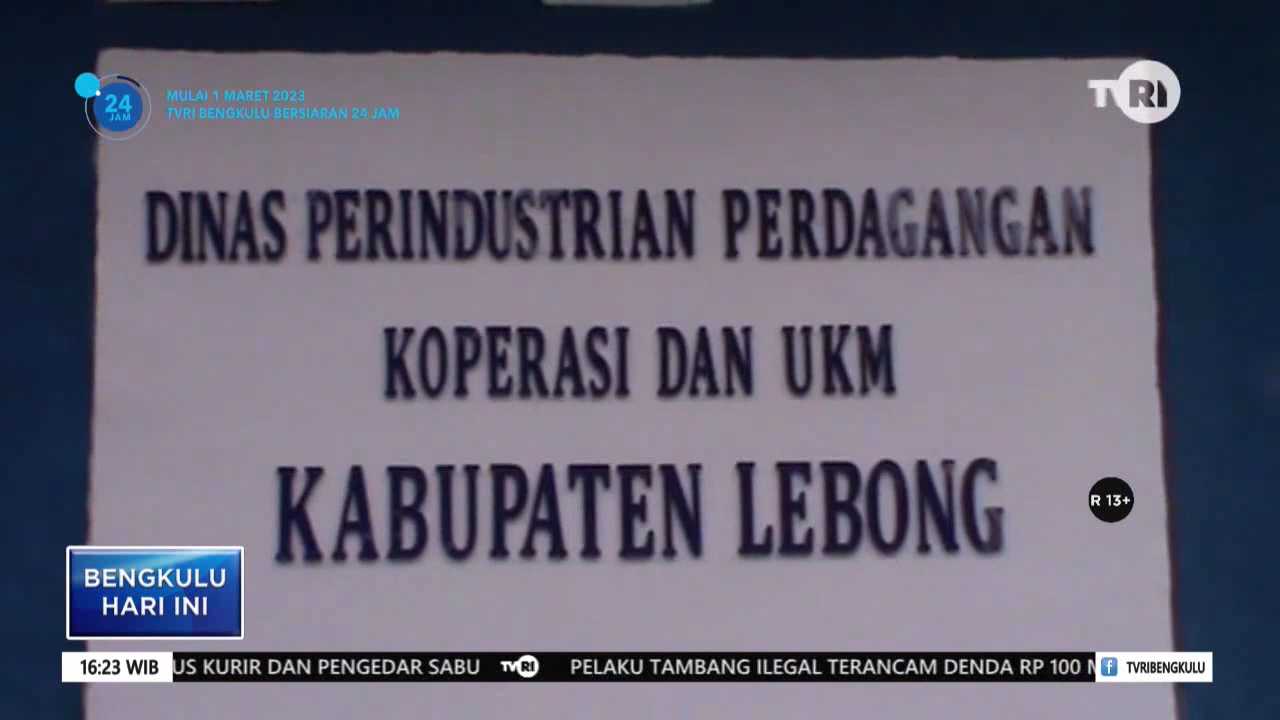 24
JAM
MULAI 1 MARET 2023
TVRI BENGKULU BERSIARAN 24 JAM
TVRI
DINAS PERINDUSTRIAN PERDAGANGAN
KOPERASI DAN UKM
KABUPATEN LEBONG
R 13+
BENGKULU
HARI INI
16:23 WIB
US KURIR DAN PENGEDAR SABU TVRI PELAKU TAMBANG ILEGAL TERANCAM DENDA RP 100
TVRIBENGKULU